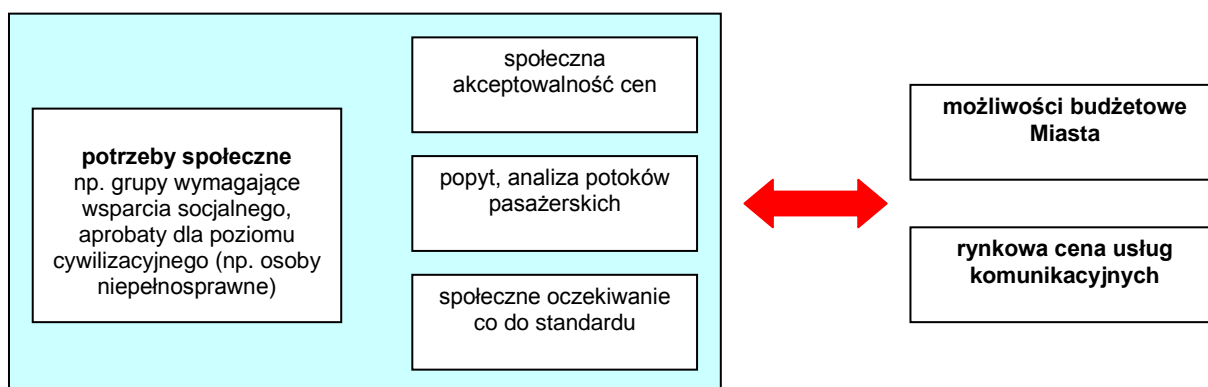 potrzeby społeczne
np. grupy wymagające
wsparcia socjalnego,
aprobaty dla poziomu
cywilizacyjnego (np. osoby
niepełnosprawne)
społeczna
akceptowalność cen
popyt, analiza potoków
pasażerskich
społeczne oczekiwanie
co do standardu
możliwości budżetowe
Miasta
rynkowa cena usług
komunikacyjnych